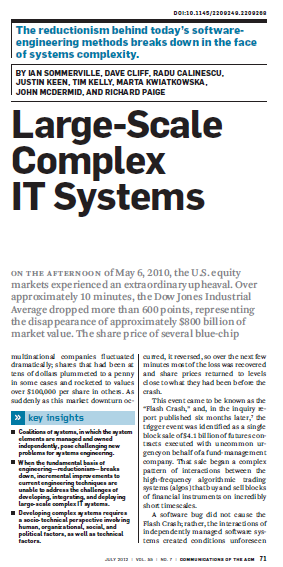 DOI:10.1145/2209249.2209268
The reductionism behind today's software-
engineering methods breaks down in the face
of systems complexity.
BY IAN SOMMERVILLE, DAVE CLIFF, RADU CALINESCU,
JUSTIN KEEN, TIM KELLY, MARTA KWIATKOWSKA,
JOHN MCDERMID, AND RICHARD PAIGE
Large-Scale
Complex
IT Systems
ON THE AFTERNOON of May 6, 2010, the U.S. equity
markets experienced an extraordinary upheaval. Over
approximately 10 minutes, the Dow Jones Industrial
Average dropped more than 600 points, representing
the disappearance of approximately $800 billion of
market value. The share price of several blue-chip
multinational companies fluctuated
dramatically; shares that had been at
tens of dollars plummeted to a penny
in some cases and rocketed to values
over $100,000 per share in others. As
suddenly as this market downturn oc-
» key insights
Coalitions of systems, in which the system
elements are managed and owned
independently, pose challenging new
problems for systems engineering.
When the fundamental basis of
engineering—reductionism—breaks
down, incremental improvements to
current engineering techniques are
unable to address the challenges of
developing, integrating, and deploying
large-scale complex IT systems.
Developing complex systems requires
a socio-technical perspective involving
human, organizational, social, and
political factors, as well as technical
factors.
curred, it reversed, so over the next few
minutes most of the loss was recovered
and share prices returned to levels
close to what they had been before the
crash.
This event came to be known as the
"Flash Crash," and, in the inquiry re-
port published six months later,7 the
trigger event was identified as a single
block sale of $4.1 billion of futures con-
tracts executed with uncommon ur-
gency on behalf of a fund-management
company. That sale began a complex
pattern of interactions between the
high-frequency algorithmic trading
systems (algos) that buy and sell blocks
of financial instruments on incredibly
short timescales.
A software bug did not cause the
Flash Crash; rather, the interactions of
independently managed software sys-
tems created conditions unforeseen
JULY 2012 | VOL. 55 | NO. 7 | COMMUNICATIONS OF THE ACM 71